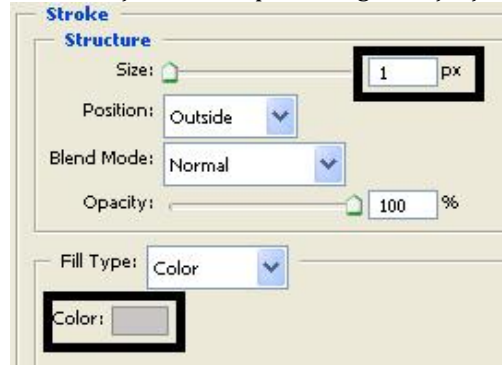 Stroke
Structure
Size: 1 px
Position: Outside
Blend Mode: Normal
Opacity: 100 %
Fill Type: Color
Color: